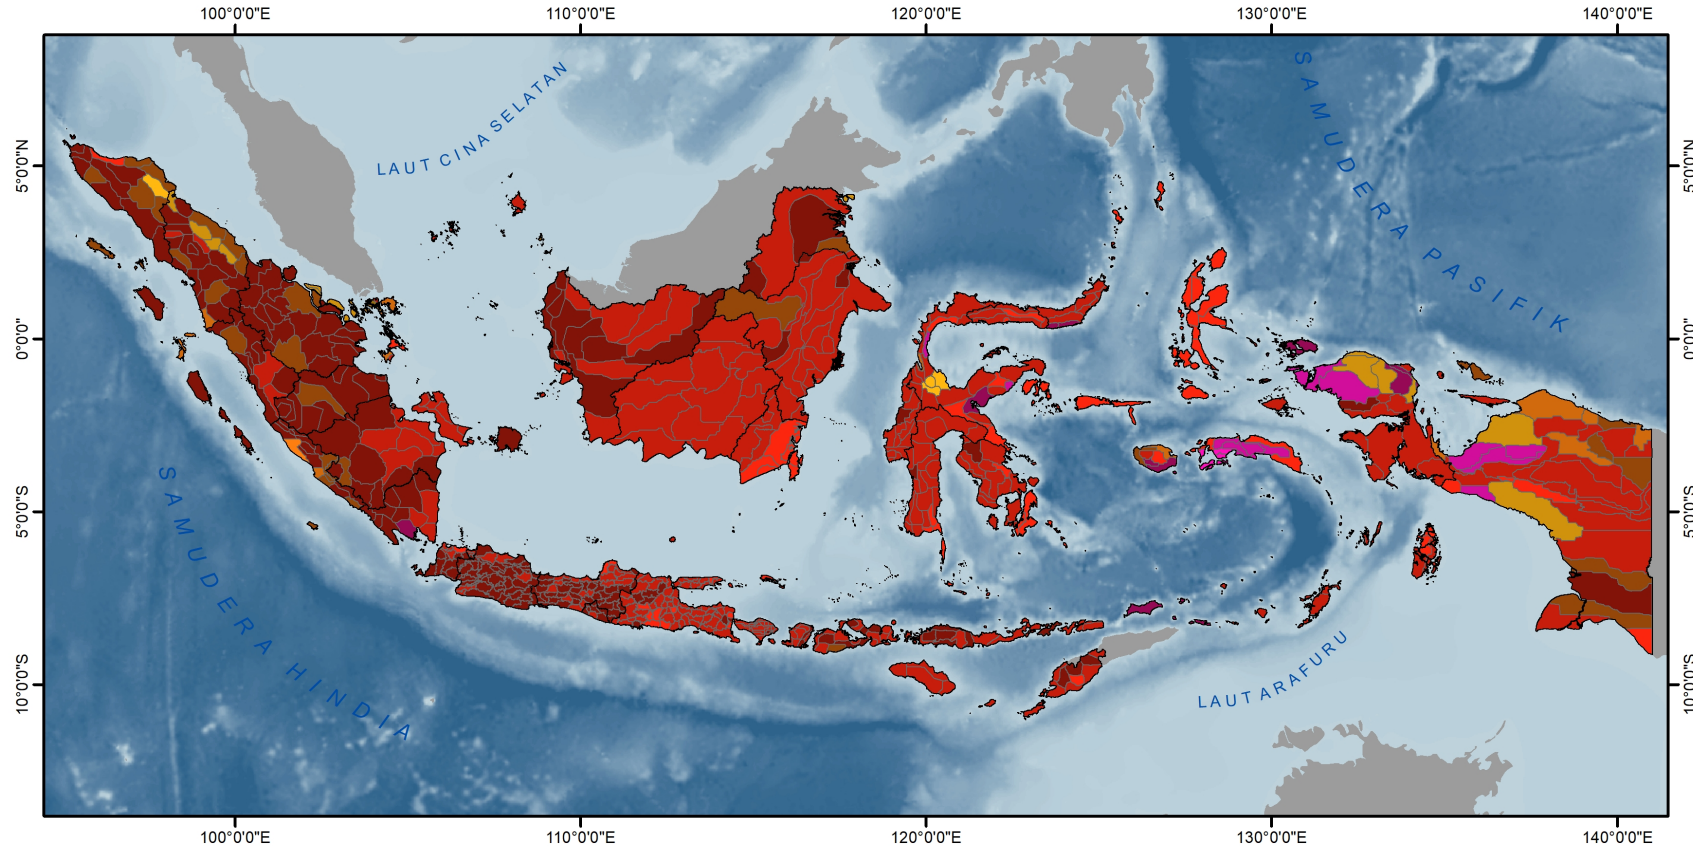 100°0'0"E 110°0'0"E 120°0'0"E 130°0'0"E 140°0'0"E
5°0'0"N 5°0'0"N
0°0'0" 0°0'0"
5°0'0"S 5°0'0"S
10°0'0"S 10°0'0"S
LAUT CINA SELATAN
SAMUDERA PASIFIK
SAMUDERA HINDIA
LAUT ARAFURU
100°0'0"E 110°0'0"E 120°0'0"E 130°0'0"E 140°0'0"E